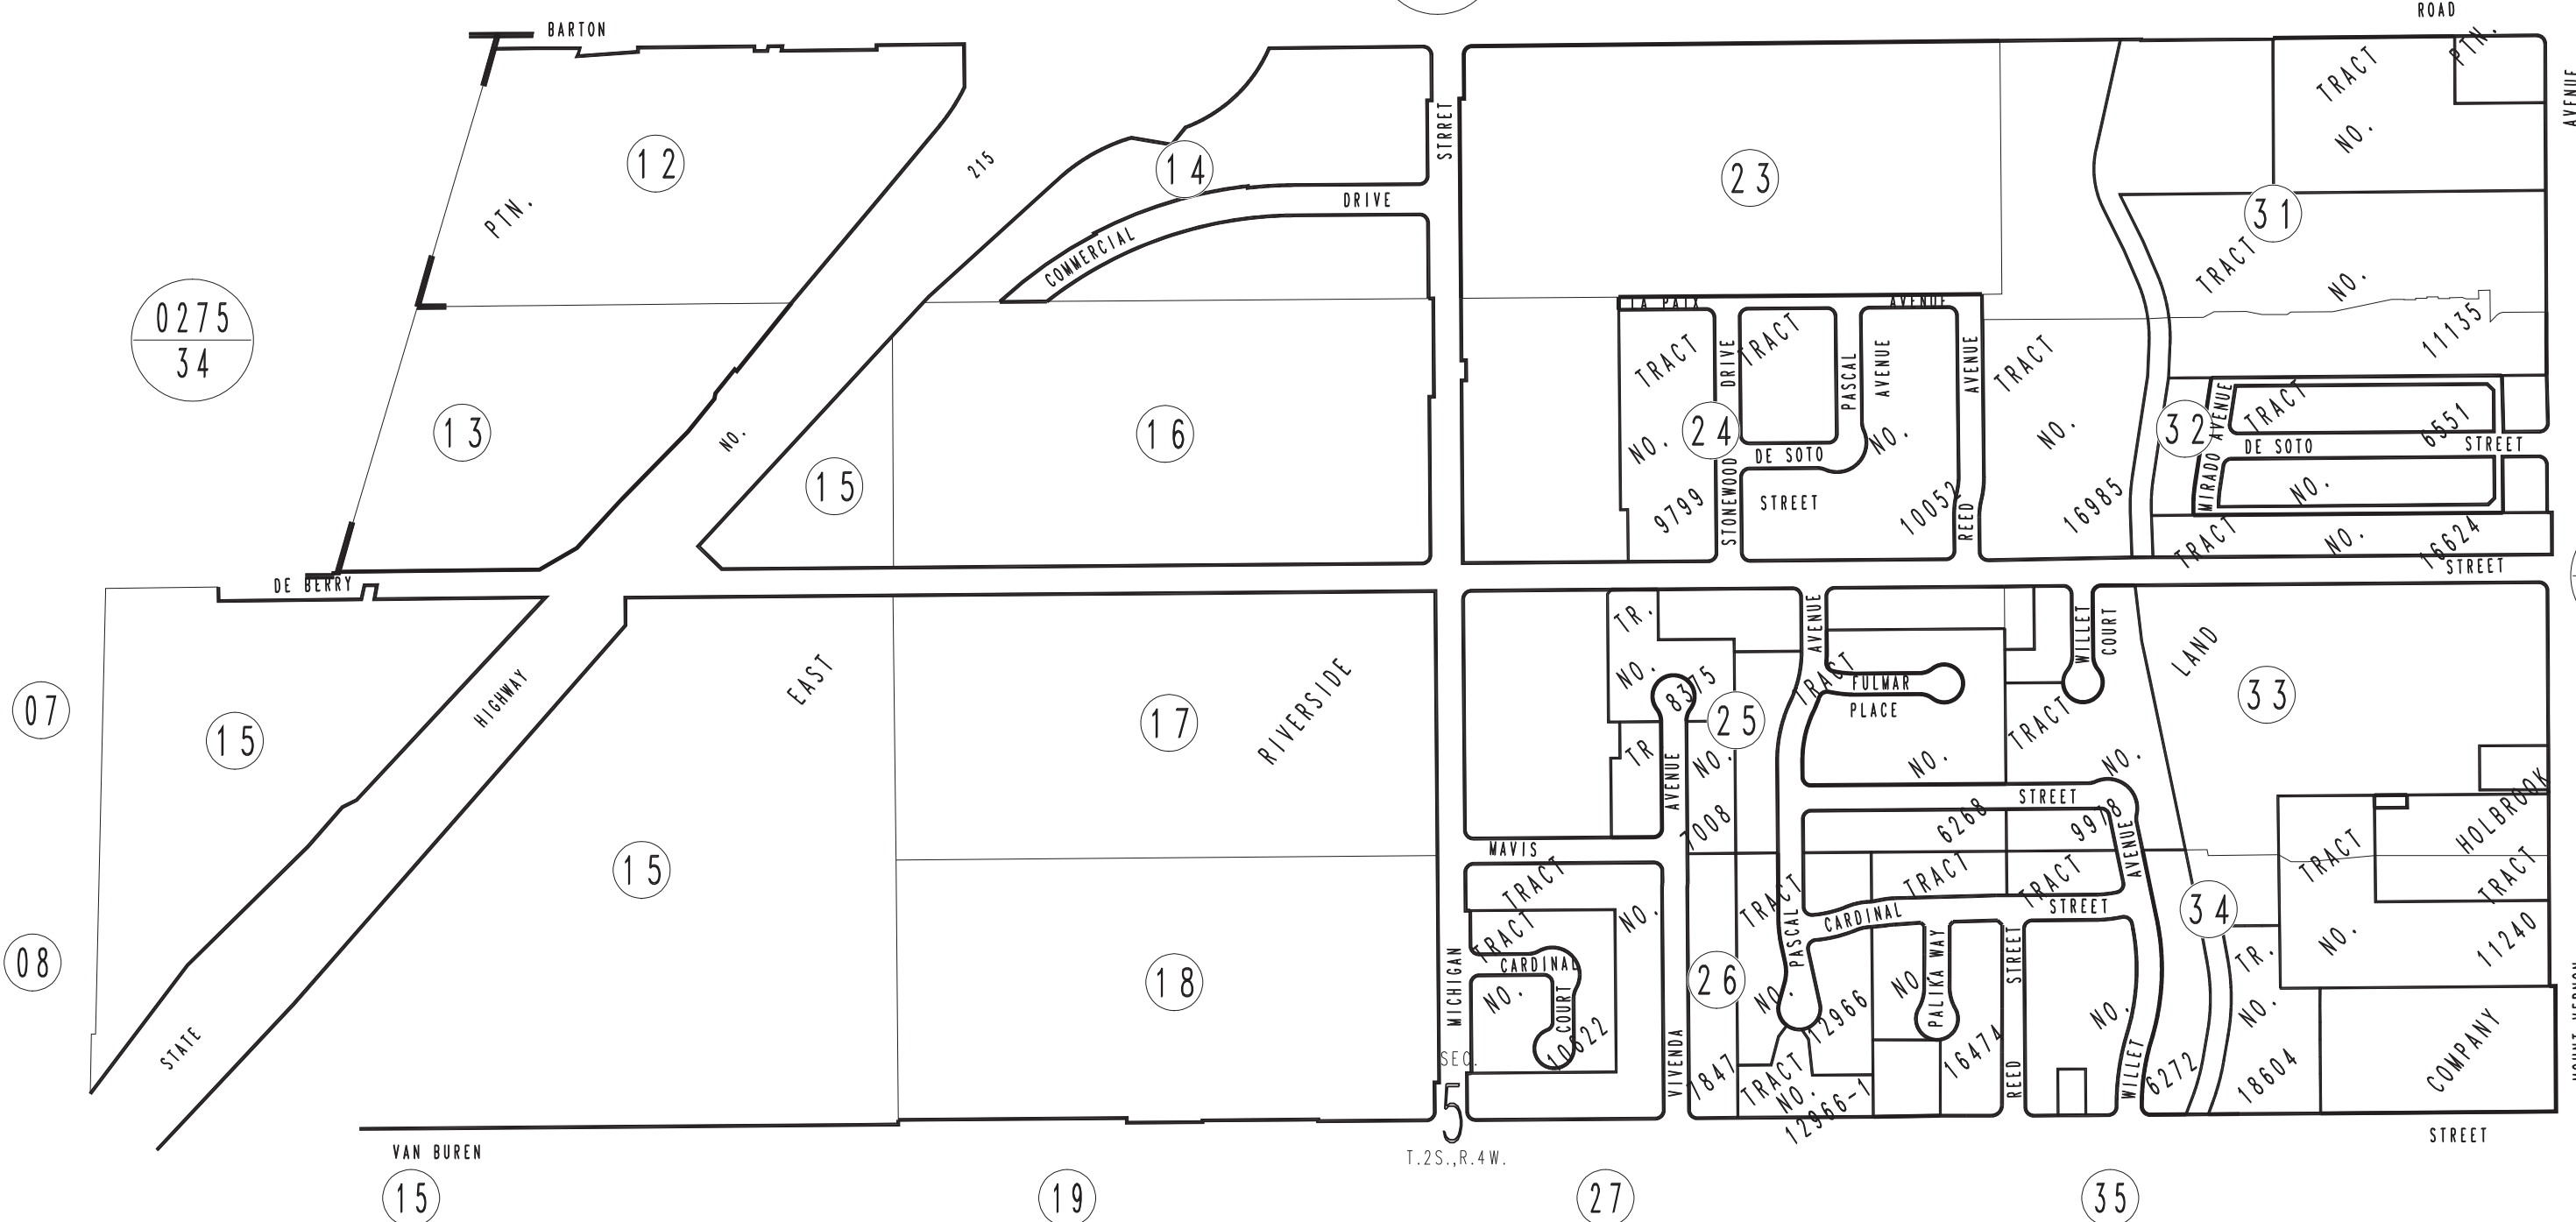 BARTON
ROAD
AVENUE
PTN.
TRACT
NO.
12
PTN.
215
14
STRRET
DRIVE
COMMERCIAL
23
31
TRACT
NO.
11135
0275
34
13
NO.
15
16
LA PAIX
AVENUE
TRACT
NO.
9799
DRIVE
STONEWOOD
24
TRACT
PASCAL
AVENUE
NO.
10052
DE SOTO
STREET
AVENUE
REED
TRACT
NO.
16985
32
MIRADO AVENUE
TRACT
6551
DE SOTO
STREET
NO.
TRACT
NO.
16624
STREET
DE BERRY
07
15
HIGHWAY
EAST
17
RIVERSIDE
TR.
NO.
8375
25
AVENUE
TRACT
FULMAR
PLACE
NO.
6268
WILLET
COURT
LAND
33
TRACT
NO.
9918
TR
AVENUE
NO.
7008
STREET
AVENUE
HOLBROOK
15
MAVIS
TRACT
NO.
TRACT
TRACT
TRACT
TRACT
TRACT
08
STATE
18
MICHIGAN
TRACT
CARDINAL
NO.
COURT
10622
26
PASCAL
CARDINAL
STREET
NO.
12966
NO.
PALIKA WAY
16474
STREET
REED
NO.
WILLET
6272
34
TR.
NO.
18604
NO.
11240
COMPANY
MOUNT VERNON
SEC.
5
VIVENDA
7847
TRACT
NO.
12966-1
VAN BUREN
T.2S.,R.4W.
STREET
15
19
27
35